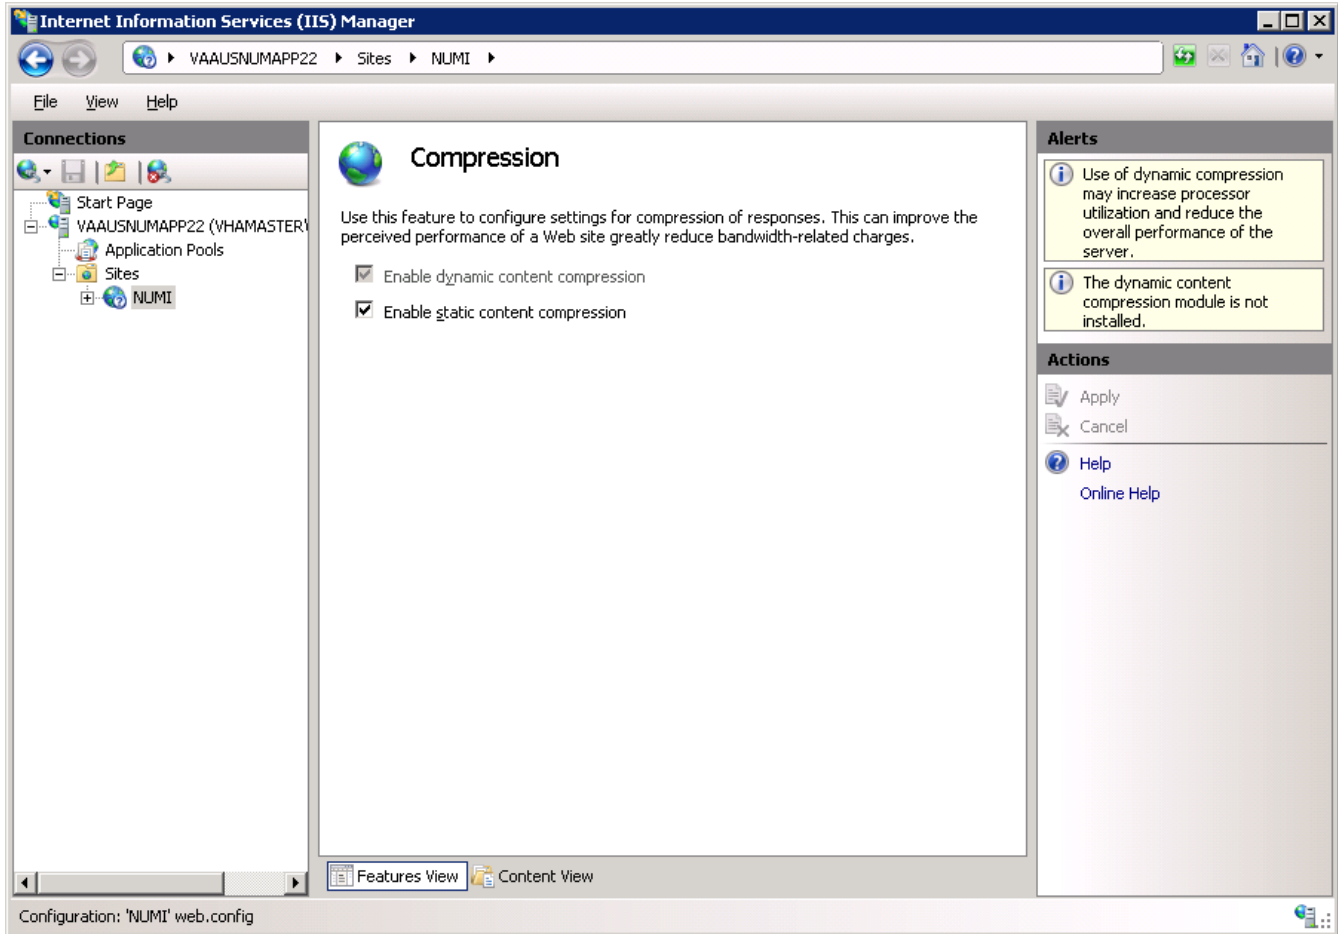 Internet Information Services (IIS) Manager
VAAUSNUMAPP22 Sites NUMI
File View Help
Connections
Start Page
VAAUSNUMAPP22 (VHAMASTER\
Application Pools
Sites
NUMI
Compression
Use this feature to configure settings for compression of responses. This can improve the
perceived performance of a Web site greatly reduce bandwidth-related charges.
Enable dynamic content compression
Enable static content compression
Features View Content View
Alerts
Use of dynamic compression
may increase processor
utilization and reduce the
overall performance of the
server.
The dynamic content
compression module is not
installed.
Actions
Apply
Cancel
Help
Online Help
Configuration: 'NUMI' web.config